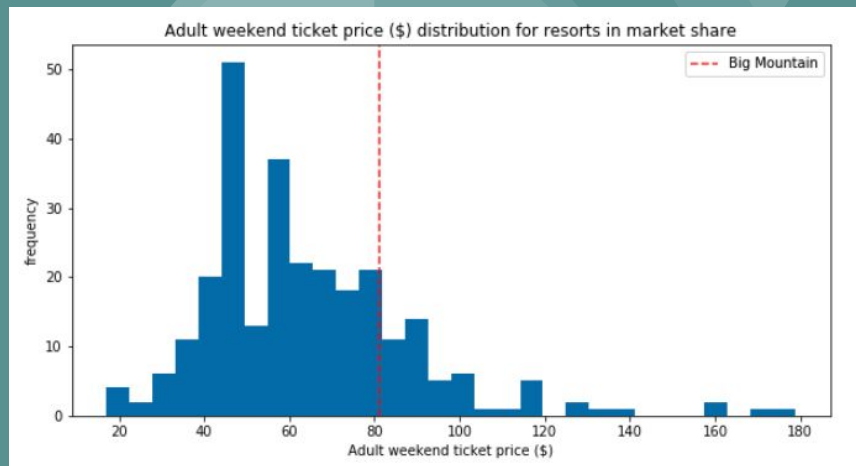 Adult weekend ticket price ($) distribution for resorts in market share
Big Mountain
50
40
30
20
10
0
frequency
20 40 60 80 100 120 140 160 180
Adult weekend ticket price ($)